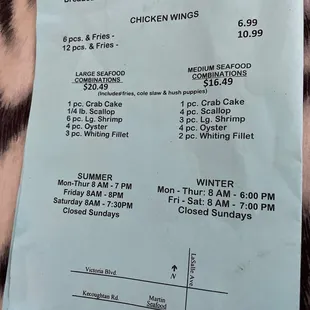 CHICKEN WINGS
6 pcs. & Fries - 6.99
12 pcs. & Fries - 10.99
LARGE SEAFOOD
COMBINATIONS
$20.49
MEDIUM SEAFOOD
COMBINATIONS
$16.49
(Includes fries, cole slaw & hush puppies)
1 pc. Crab Cake
1/4 lb. Scallop
6 pc. Lg. Shrimp
4 pc. Oyster
3 pc. Whiting Fillet
1 pc. Crab Cake
4 pc. Scallop
3 pc. Lg. Shrimp
4 pc. Oyster
2 pc. Whiting Fillet
SUMMER
Mon-Thur 8 AM - 7 PM
Friday 8AM - 8PM
Saturday 8AM - 7:30PM
Closed Sundays
WINTER
Mon - Thur: 8 AM - 6:00 PM
Fri - Sat: 8 AM - 7:00 PM
Closed Sundays
Victoria Blvd.
N
LaSalle Ave.
Kecoughtan Rd.
Martin
Seafood